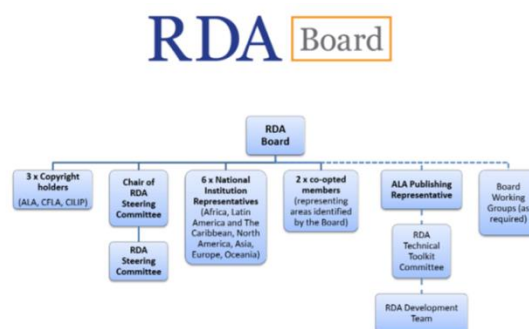 RDA Board
RDA
Board
3 x Copyright
holders
(ALA, CFLA, CILIP)
Chair of
RDA
Steering
Committee
6 x National
Institution
Representatives
(Africa, Latin
America and The
Caribbean, North
America, Asia,
Europe, Oceania)
2 x co-opted
members
(representing
areas identified
by the Board)
ALA Publishing
Representative
Board
Working
Groups (as
required)
RDA
Steering
Committee
RDA
Technical
Toolkit
Committee
RDA Development
Team